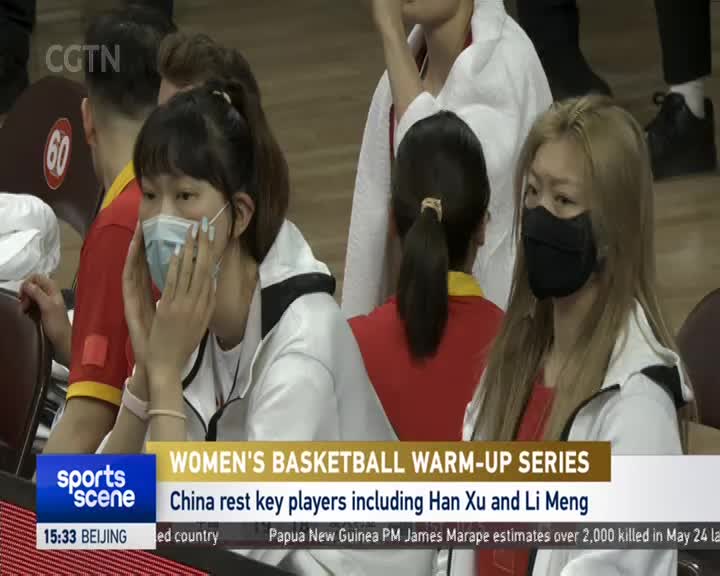 CGTN
60
WOMEN'S BASKETBALL WARM-UP SERIES
sports
scene
China rest key players including Han Xu and Li Meng
15:33 BEIJING
ed country Papua New Guinea PM James Marape estimates over 2,000 killed in May 24 la